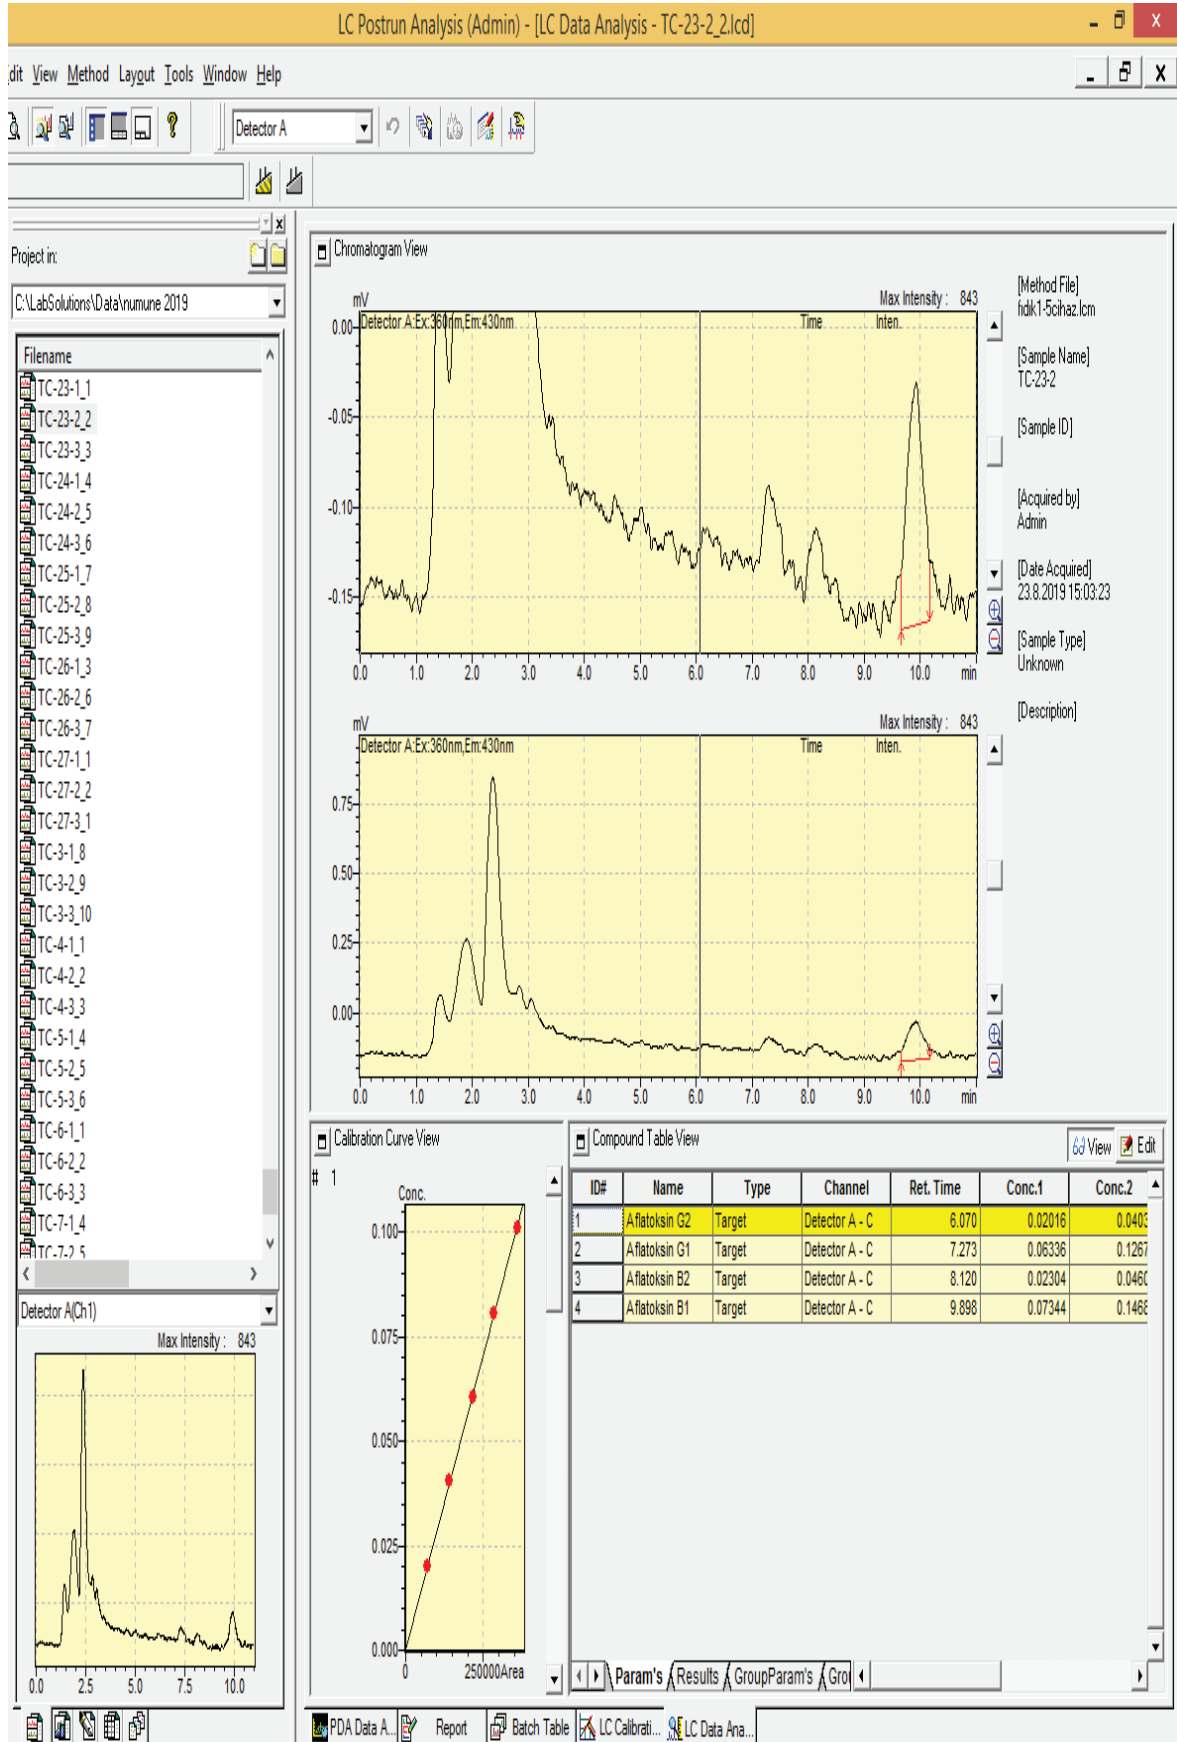 LC Postrun Analysis (Admin) - [LC Data Analysis - TC-23-2_2.lcd]
dit View Method Layout Tools Window Help
Detector A
Project in:
C:\LabSolutions\Data\numune 2019
Filename
TC-23-1_1
TC-23-2_2
TC-23-3_3
TC-24-1_4
TC-24-2_5
TC-24-3_6
TC-25-1_7
TC-25-2_8
TC-25-3_9
TC-26-1_3
TC-26-2_6
TC-26-3_7
TC-27-1_1
TC-27-2_2
TC-27-3_1
TC-3-1_8
TC-3-2_9
TC-3-3_10
TC-4-1_1
TC-4-2_2
TC-4-3_3
TC-5-1_4
TC-5-2_5
TC-5-3_6
TC-6-1_1
TC-6-2_2
TC-6-3_3
TC-7-1_4
TC-7-2_5
Detector A(Ch1)
Max Intensity : 843
0.0 2.5 5.0 7.5 10.0
Chromatogram View
mV
Max Intensity : 843
Detector A:Ex:360nm,Em:430nm Time Inten.
0.00
-0.05
-0.10
-0.15
0.0 1.0 2.0 3.0 4.0 5.0 6.0 7.0 8.0 9.0 10.0 min
mV
Max Intensity : 843
Detector A:Ex:360nm,Em:430nm Time Inten.
0.75
0.50
0.25
0.00
0.0 1.0 2.0 3.0 4.0 5.0 6.0 7.0 8.0 9.0 10.0 min
[Method File]
fidik1-5cihaz.lcm
[Sample Name]
TC-23-2
[Sample ID]
[Acquired by]
Admin
[Date Acquired]
23.8.2019 15:03:23
[Sample Type]
Unknown
[Description]
Calibration Curve View
# 1
Conc.
0.100
0.075
0.050
0.025
0.000
0 250000 Area
Compound Table View
View Edit
ID# Name Type Channel Ret. Time Conc.1 Conc.2
1 Aflatoksin G2 Target Detector A - C 6.070 0.02016 0.0403
2 Aflatoksin G1 Target Detector A - C 7.273 0.06336 0.1267
3 Aflatoksin B2 Target Detector A - C 8.120 0.02304 0.0460
4 Aflatoksin B1 Target Detector A - C 9.898 0.07344 0.1468
Param's Results GroupParam's Gro
PDA Data A... Report Batch Table LC Calibrati... LC Data Ana...